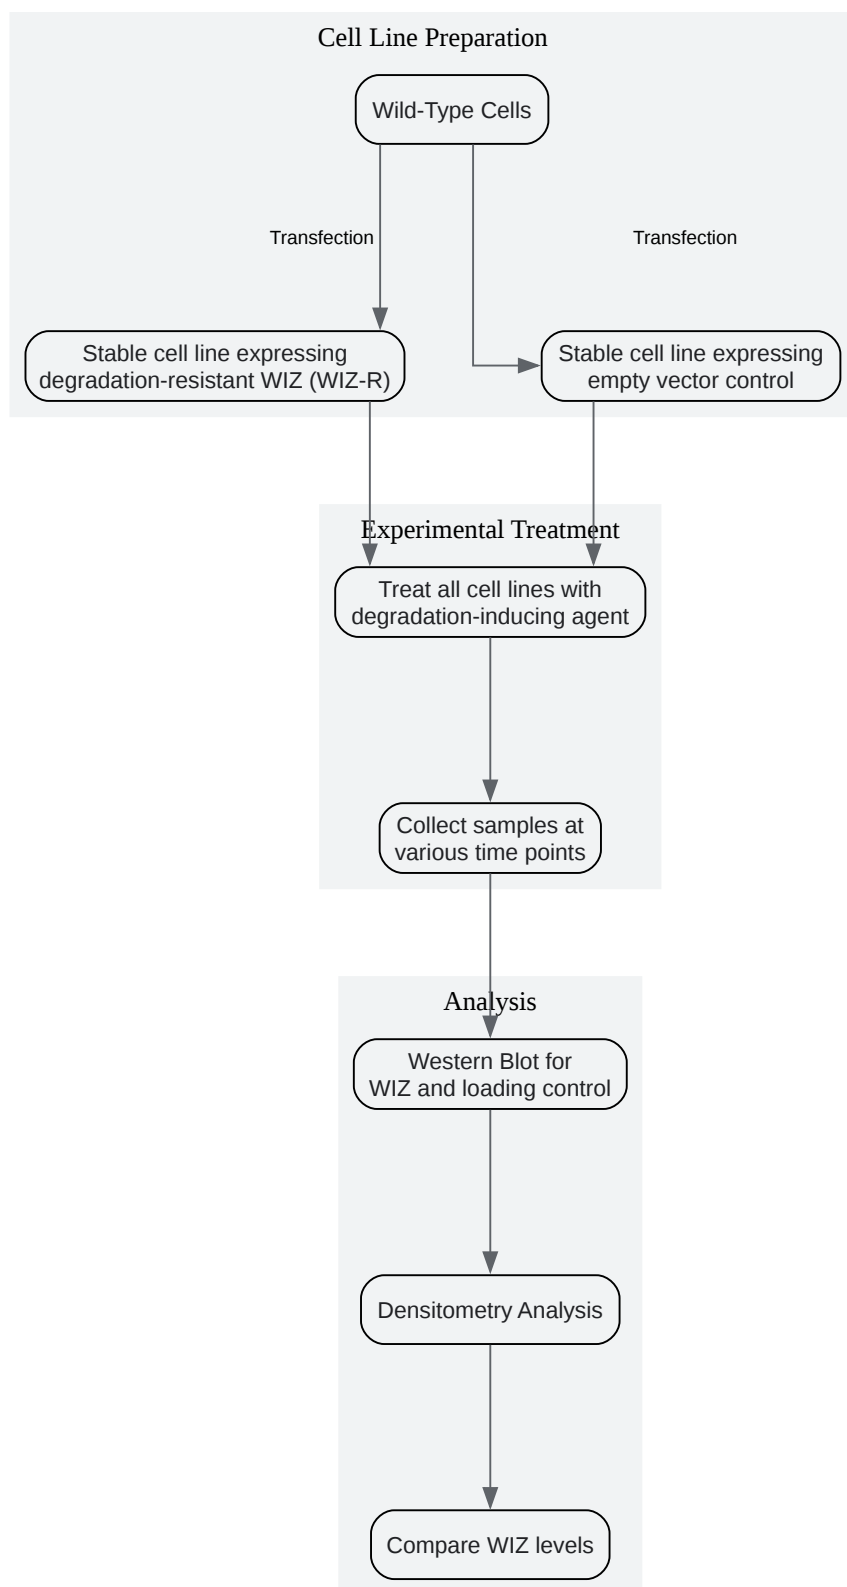 Cell Line Preparation
Wild-Type Cells
Transfection
Transfection
Stable cell line expressing
degradation-resistant WIZ (WIZ-R)
Stable cell line expressing
empty vector control
Experimental Treatment
Treat all cell lines with
degradation-inducing agent
Collect samples at
various time points
Analysis
Western Blot for
WIZ and loading control
Densitometry Analysis
Compare WIZ levels